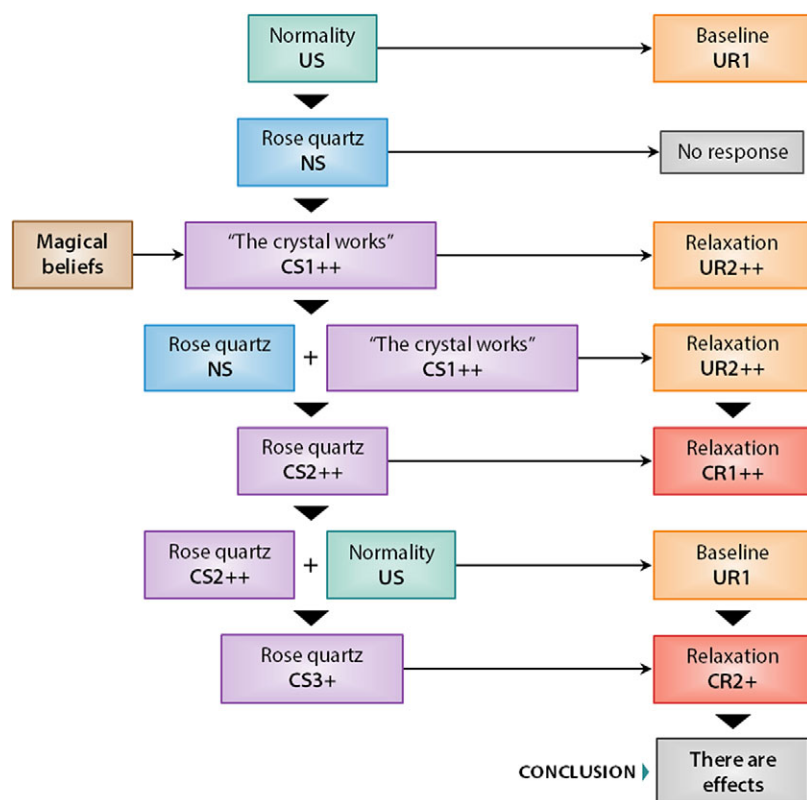 Normality
US
Baseline
UR1
Rose quartz
NS
No response
Magical
beliefs
“The crystal works”
CS1++
Relaxation
UR2++
Rose quartz
NS
+
“The crystal works”
CS1++
Relaxation
UR2++
Rose quartz
CS2++
Relaxation
CR1++
Rose quartz
CS2++
+
Normality
US
Baseline
UR1
Rose quartz
CS3+
Relaxation
CR2+
CONCLUSION
There are
effects